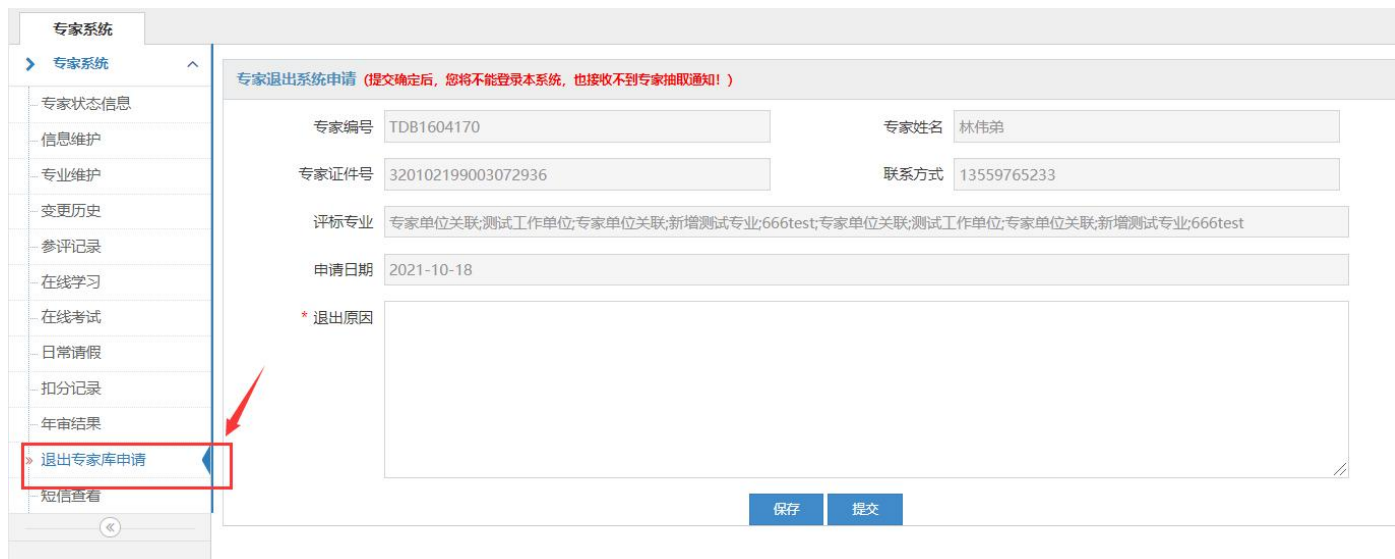 专家系统
专家系统
专家状态信息
信息维护
专业维护
变更历史
参评记录
在线学习
在线考试
日常请假
扣分记录
年审结果
退出专家库申请
短信查看
专家退出系统申请 (提交确定后，您将不能登录本系统，也接收不到专家抽取通知！)
专家编号 TDB1604170 专家姓名 林伟弟
专家证件号 320102199003072936 联系方式 13559765233
评标专业 专家单位关联;测试工作单位;专家单位关联;新增测试专业;666test;专家单位关联;测试工作单位;专家单位关联;新增测试专业;666test
申请日期 2021-10-18
* 退出原因
保存 提交